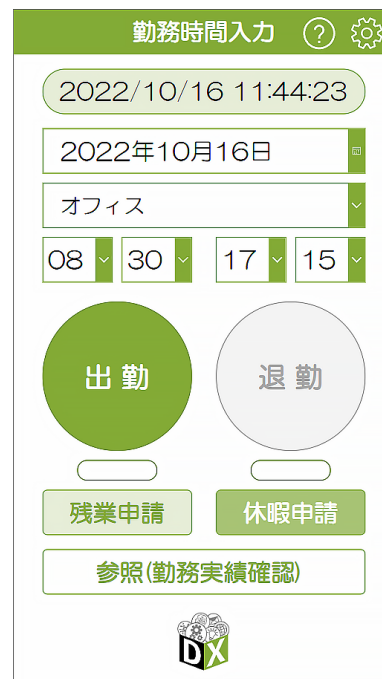 勤務時間入力 ?
2022/10/16 11:44:23
2022年10月16日
オフィス
08 30 17 15
出勤 退勤
残業申請 休暇申請
参照(勤務実績確認)
DX